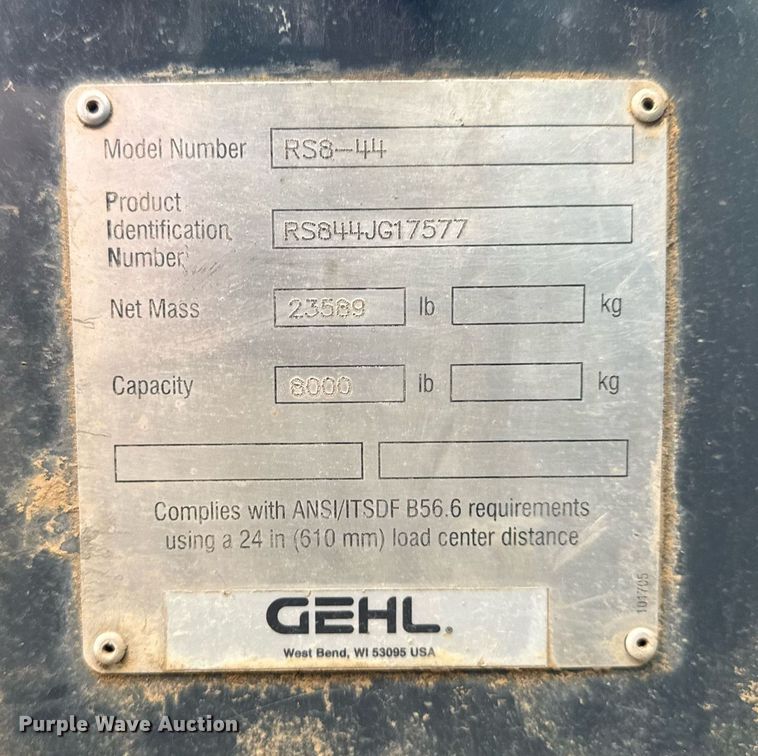 Model Number RS8-44
Product
Identification
Number RS844JG17577
Net Mass 23589 lb kg
Capacity 8000 lb kg
Complies with ANSI/ITSDF B56.6 requirements
using a 24 in (610 mm) load center distance
101705
GEHL®
West Bend, WI 53095 USA
Purple Wave Auction